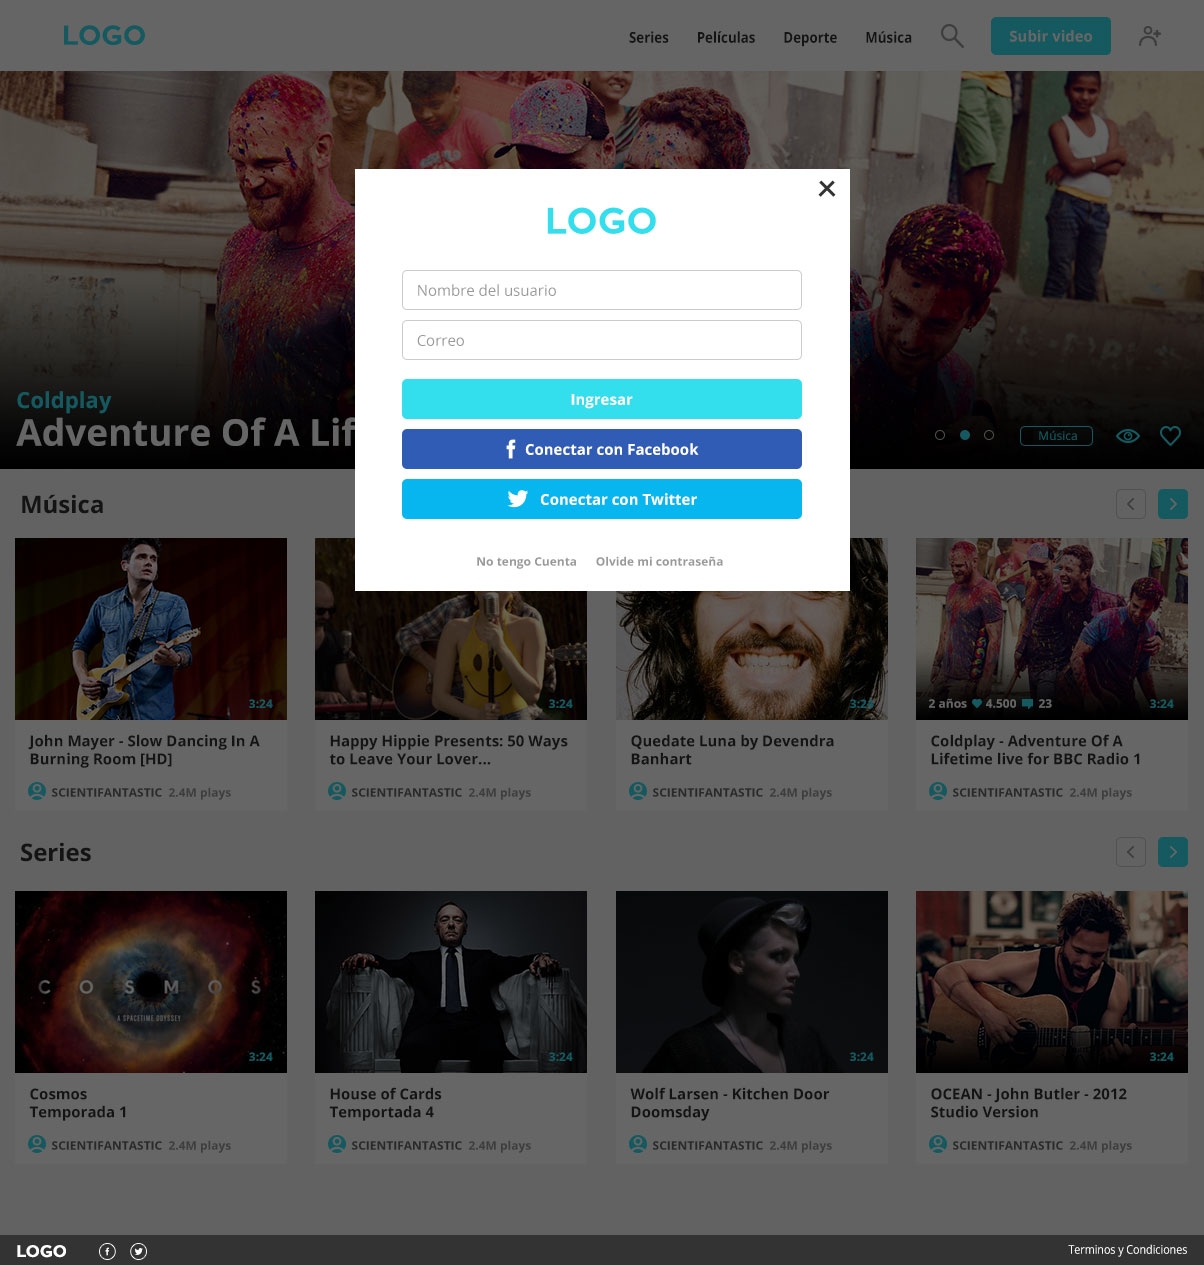 LOGO
Series Películas Deporte Música Subir video
LOGO
Nombre del usuario
Correo
Ingresar
Conectar con Facebook
Conectar con Twitter
No tengo Cuenta Olvide mi contraseña
Coldplay
Adventure Of A Lif
Música
Música
3:24
3:24
3:24
2 años 4.500 23 3:24
John Mayer - Slow Dancing In A
Burning Room [HD]
SCIENTIFANTASTIC 2.4M plays
Happy Hippie Presents: 50 Ways
to Leave Your Lover...
SCIENTIFANTASTIC 2.4M plays
Quedate Luna by Devendra
Banhart
SCIENTIFANTASTIC 2.4M plays
Coldplay - Adventure Of A
Lifetime live for BBC Radio 1
SCIENTIFANTASTIC 2.4M plays
Series
COSMOS
A SPACETIME ODYSSEY
3:24
3:24
3:24
3:24
Cosmos
Temporada 1
SCIENTIFANTASTIC 2.4M plays
House of Cards
Temportada 4
SCIENTIFANTASTIC 2.4M plays
Wolf Larsen - Kitchen Door
Doomsday
SCIENTIFANTASTIC 2.4M plays
OCEAN - John Butler - 2012
Studio Version
SCIENTIFANTASTIC 2.4M plays
LOGO
Terminos y Condiciones